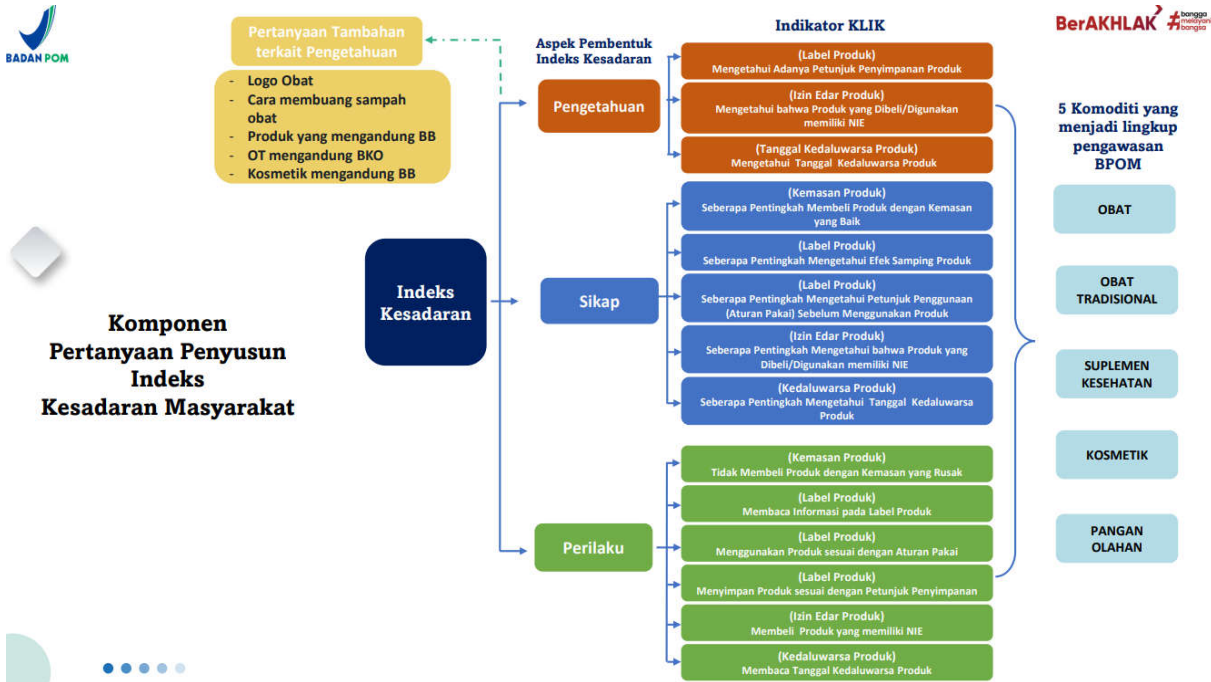 BADAN POM
Pertanyaan Tambahan
terkait Pengetahuan
- Logo Obat
- Cara membuang sampah
obat
- Produk yang mengandung BB
- OT mengandung BKO
- Kosmetik mengandung BB
Komponen
Pertanyaan Penyusun
Indeks
Kesadaran Masyarakat
Indeks
Kesadaran
Aspek Pembentuk
Indeks Kesadaran
Pengetahuan
Sikap
Perilaku
Indikator KLIK
(Label Produk)
Mengetahui Adanya Petunjuk Penyimpanan Produk
(Izin Edar Produk)
Mengetahui bahwa Produk yang Dibeli/Digunakan
memiliki NIE
(Tanggal Kedaluwarsa Produk)
Mengetahui Tanggal Kedaluwarsa Produk
(Kemasan Produk)
Seberapa Pentingkah Membeli Produk dengan Kemasan
yang Baik
(Label Produk)
Seberapa Pentingkah Mengetahui Efek Samping Produk
(Label Produk)
Seberapa Pentingkah Mengetahui Petunjuk Penggunaan
(Aturan Pakai) Sebelum Menggunakan Produk
(Izin Edar Produk)
Seberapa Pentingkah Mengetahui bahwa Produk yang
Dibeli/Digunakan memiliki NIE
(Kedaluwarsa Produk)
Seberapa Pentingkah Mengetahui Tanggal Kedaluwarsa
Produk
(Kemasan Produk)
Tidak Membeli Produk dengan Kemasan yang Rusak
(Label Produk)
Membaca Informasi pada Label Produk
(Label Produk)
Menggunakan Produk sesuai dengan Aturan Pakai
(Label Produk)
Menyimpan Produk sesuai dengan Petunjuk Penyimpanan
(Izin Edar Produk)
Membeli Produk yang memiliki NIE
(Kedaluwarsa Produk)
Membaca Tanggal Kedaluwarsa Produk
BerAKHLAK
#bangga
melayani
bangsa
5 Komoditi yang
menjadi lingkup
pengawasan
BPOM
OBAT
OBAT
TRADISIONAL
SUPLEMEN
KESEHATAN
KOSMETIK
PANGAN
OLAHAN